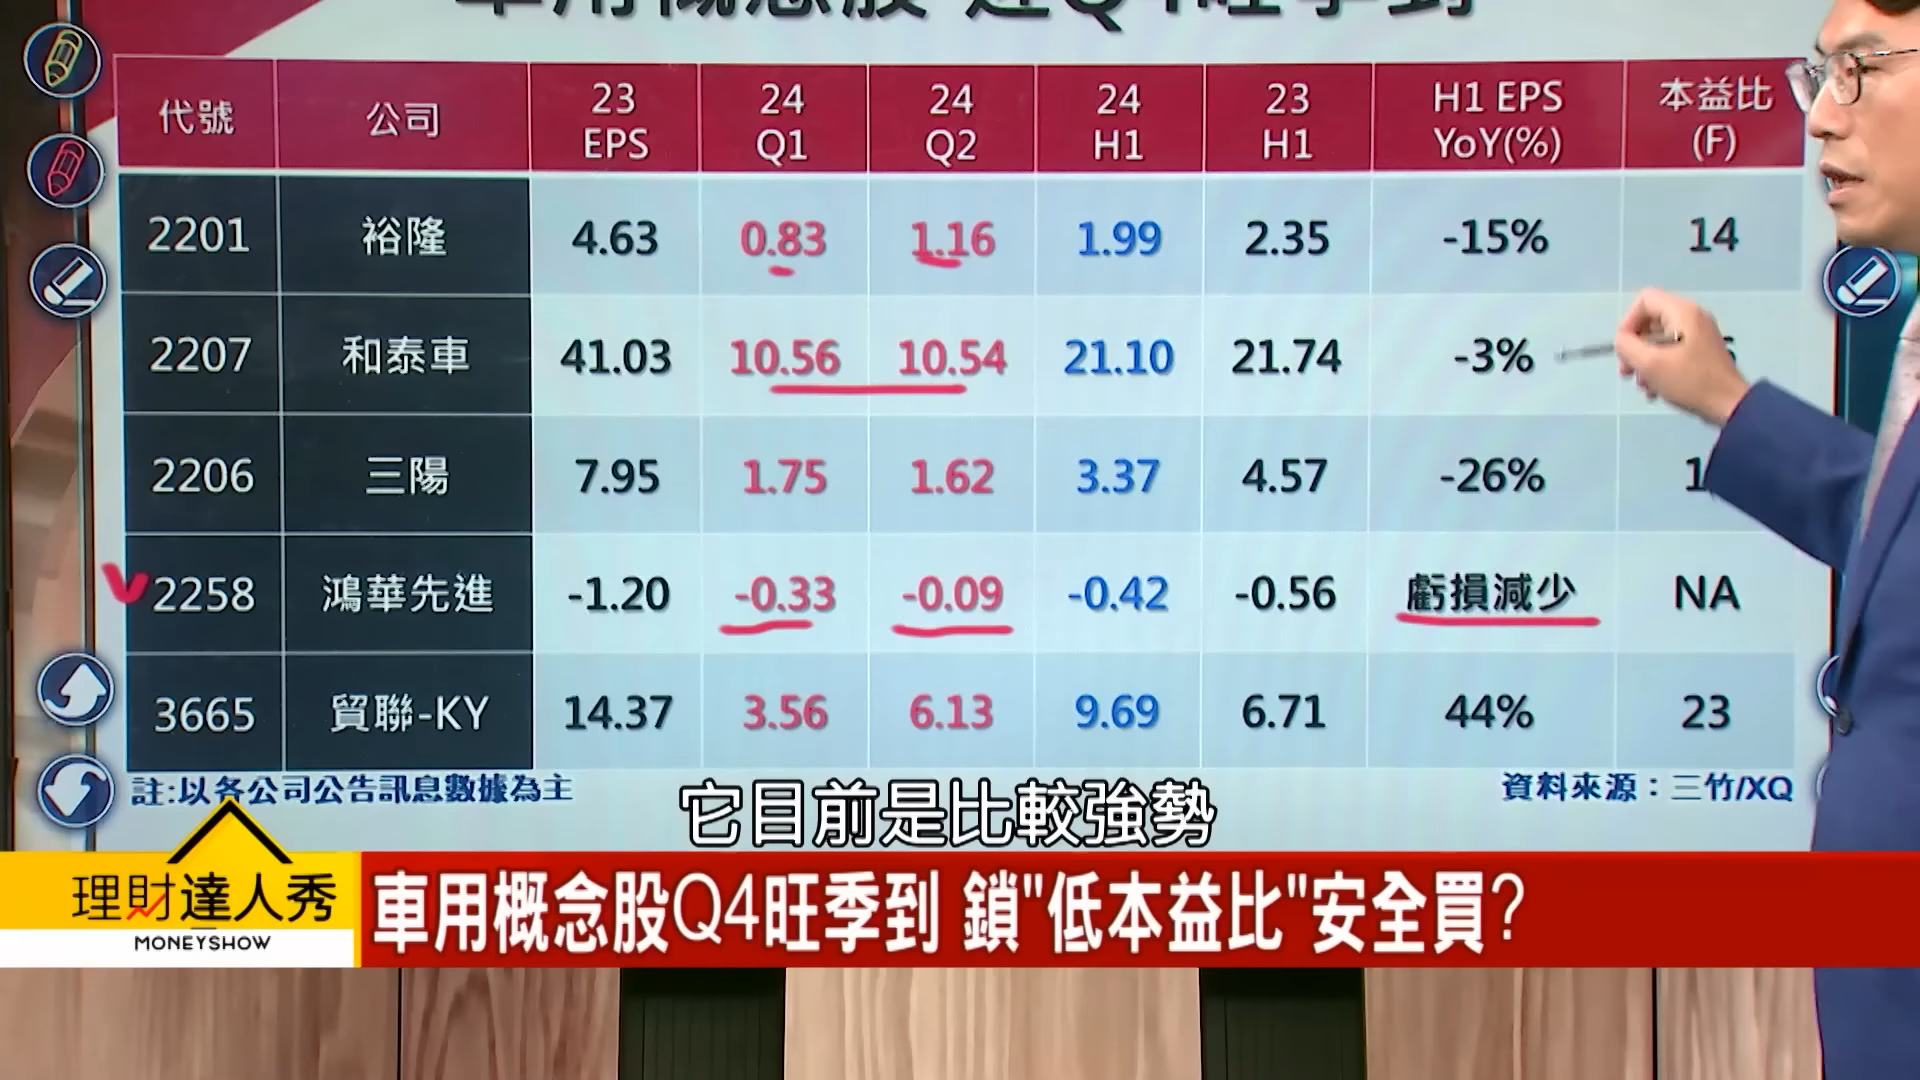 代號 公司 23 EPS 24 Q1 24 Q2 24 H1 23 H1 H1 EPS YoY(%) 本益比 (F)
2201 裕隆 4.63 0.83 1.16 1.99 2.35 -15% 14
2207 和泰車 41.03 10.56 10.54 21.10 21.74 -3%
2206 三陽 7.95 1.75 1.62 3.37 4.57 -26%
2258 鴻華先進 -1.20 -0.33 -0.09 -0.42 -0.56 虧損減少 NA
3665 貿聯-KY 14.37 3.56 6.13 9.69 6.71 44% 23
註:以各公司公告訊息數據為主
資料來源：三竹/XQ
它目前是比較強勢
理財達人秀
MONEYSHOW
車用概念股Q4旺季到 鎖"低本益比"安全買?